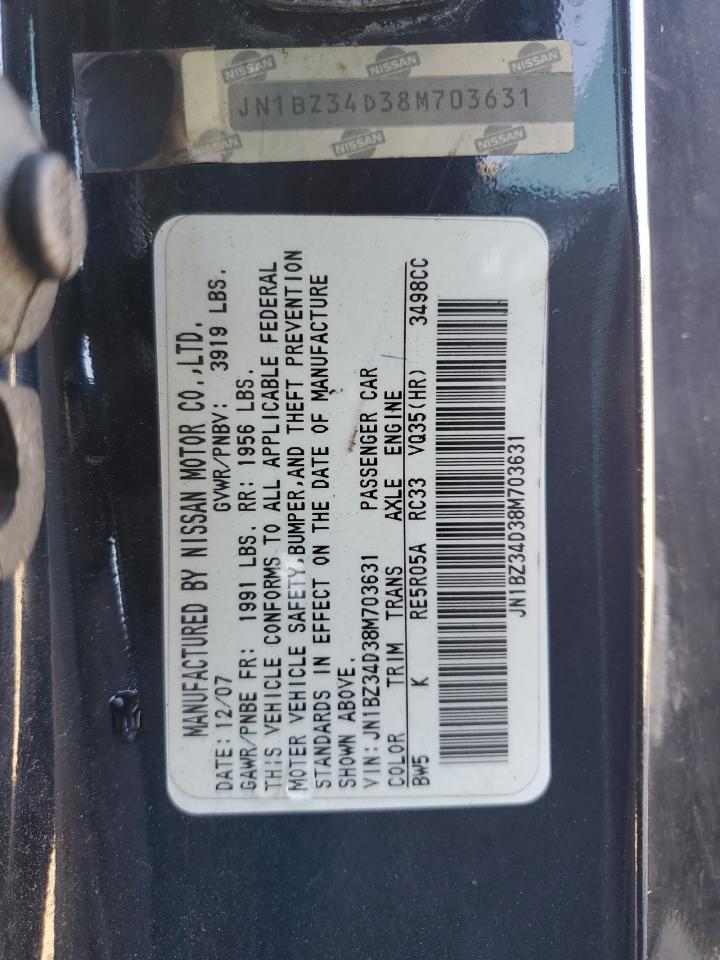 NISSAN NISSAN NISSAN
JN1BZ34D38M703631
NISSAN NISSAN NISSAN
MANUFACTURED BY NISSAN MOTOR CO.,LTD.
DATE: 12/07 GVWR/PNBV: 3919 LBS.
GAWR/PNBE FR: 1991 LBS. RR: 1956 LBS.
THIS VEHICLE CONFORMS TO ALL APPLICABLE FEDERAL
MOTER VEHICLE SAFETY,BUMPER,AND THEFT PREVENTION
STANDARDS IN EFFECT ON THE DATE OF MANUFACTURE
SHOWN ABOVE.
VIN: JN1BZ34D38M703631 PASSENGER CAR
COLOR TRIM TRANS AXLE ENGINE
BW5 K RE5R05A RC33 VQ35(HR) 3498CC
JN1BZ34D38M703631